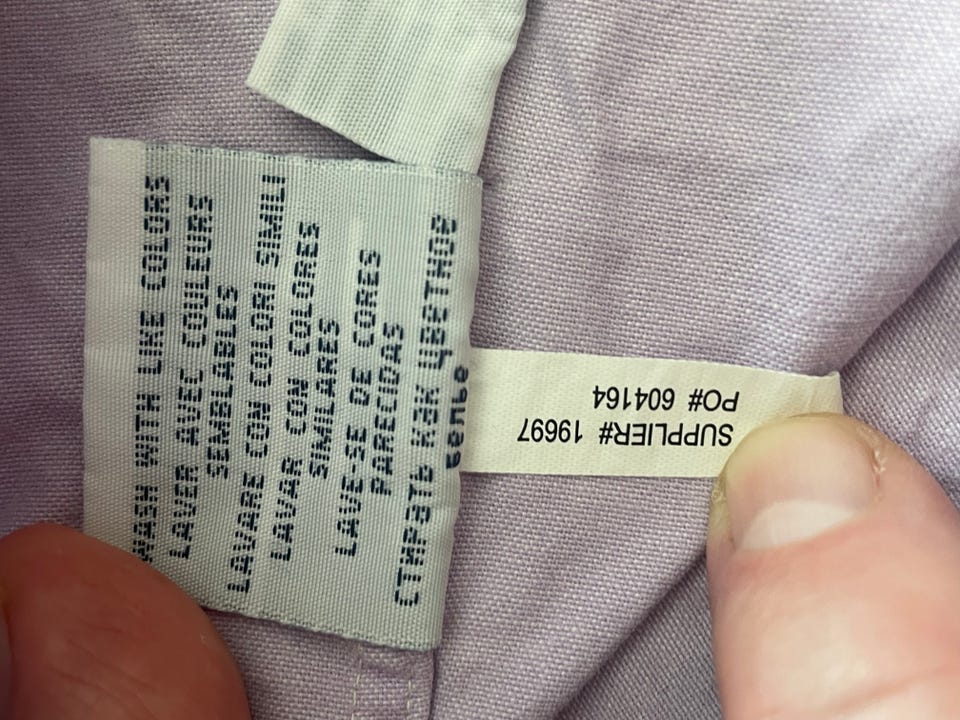 WASH WITH LIKE COLORS
LAVER AVEC COULEURS
SEMBLABLES
LAVARE CON COLORI SIMILI
LAVAR CON COLORES
SIMILARES
LAVE-SE DE CORES
PARECIDAS
СТИРАТЬ КАК ЦВЕТНОЕ
БЕЛЬЕ
SUPPLIER# 19697
PO# 604164